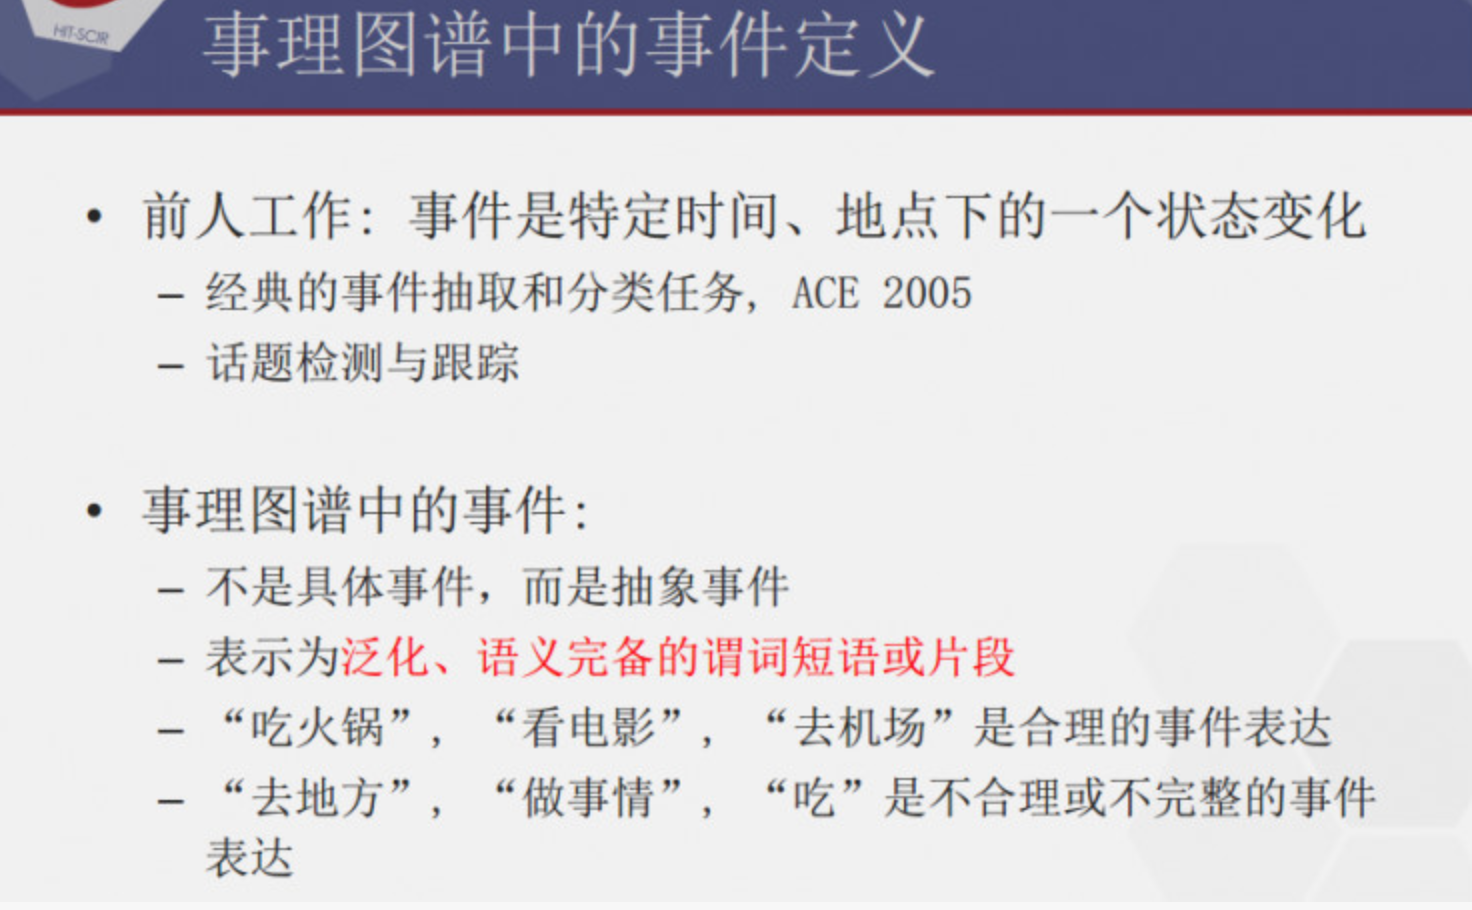 HIT-SCIR
事理图谱中的事件定义
• 前人工作: 事件是特定时间、地点下的一个状态变化
– 经典的事件抽取和分类任务, ACE 2005
– 话题检测与跟踪
• 事理图谱中的事件:
– 不是具体事件，而是抽象事件
– 表示为泛化、语义完备的谓词短语或片段
– “吃火锅”, “看电影”, “去机场”是合理的事件表达
– “去地方”, “做事情”, “吃”是不合理或不完整的事件
表达